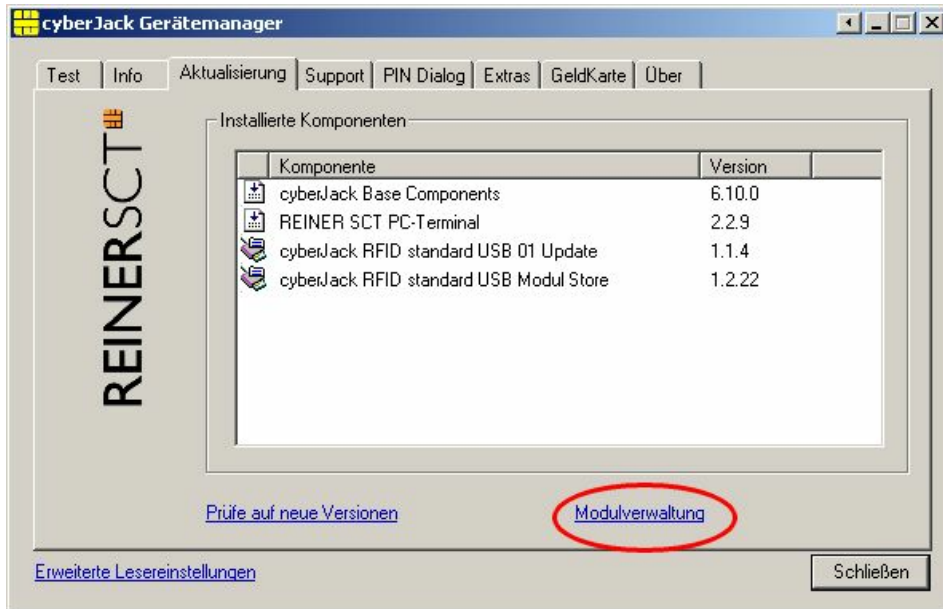 cyberJack Gerätemanager
Test Info Aktualisierung Support PIN Dialog Extras GeldKarte Über
REINERSCT
Installierte Komponenten
Komponente Version
cyberJack Base Components 6.10.0
REINER SCT PC-Terminal 2.2.9
cyberJack RFID standard USB 01 Update 1.1.4
cyberJack RFID standard USB Modul Store 1.2.22
Prüfe auf neue Versionen Modulverwaltung
Erweiterte Lesereinstellungen Schließen